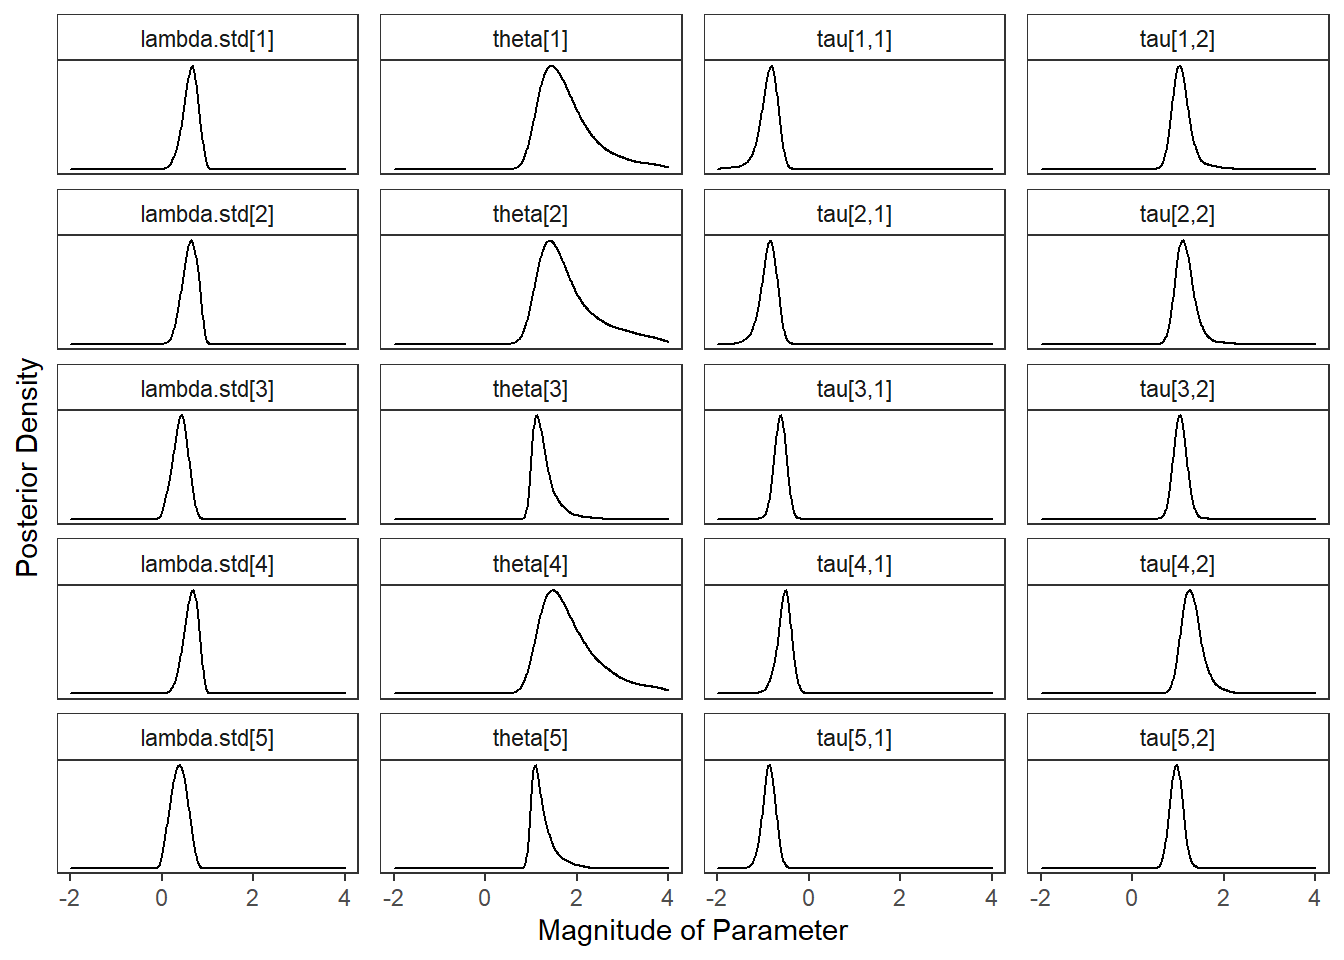 lambda.std[1] theta[1] tau[1,1] tau[1,2]
lambda.std[2] theta[2] tau[2,1] tau[2,2]
lambda.std[3] theta[3] tau[3,1] tau[3,2]
lambda.std[4] theta[4] tau[4,1] tau[4,2]
lambda.std[5] theta[5] tau[5,1] tau[5,2]
-2 0 2 4 -2 0 2 4 -2 0 2 4 -2 0 2 4
Magnitude of Parameter
Posterior Density